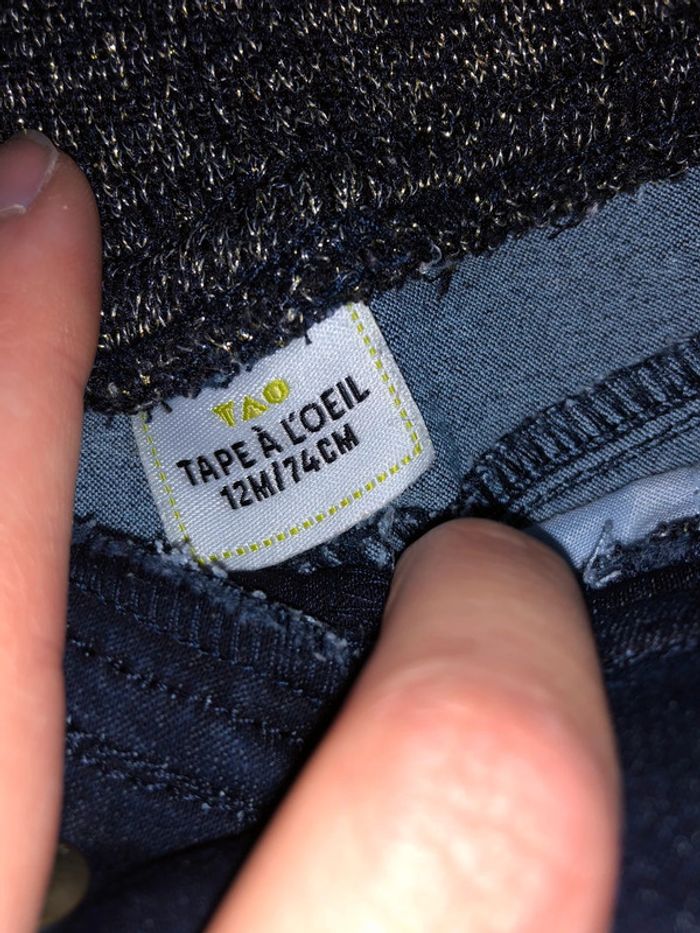 TAO
TAPE À L'OEIL
12M/74CM